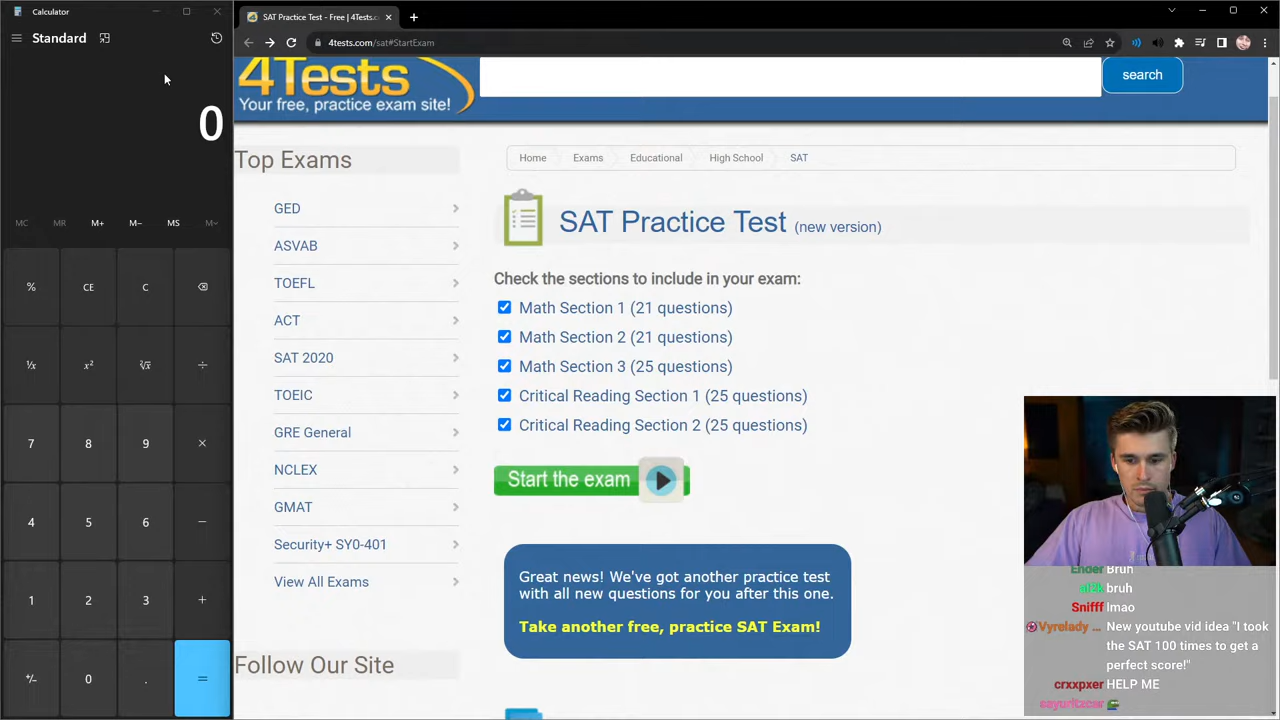 Calculator
Standard
0
MC MR M+ M− MS M˅
% CE C
¹/x x² ²√x ÷
7 8 9 ×
4 5 6 −
1 2 3 +
+/− 0 . =
SAT Practice Test - Free | 4Tests.c
4tests.com/sat#StartExam
4Tests
Your free, practice exam site!
search
Top Exams
GED
ASVAB
TOEFL
ACT
SAT 2020
TOEIC
GRE General
NCLEX
GMAT
Security+ SY0-401
View All Exams
Follow Our Site
Home Exams Educational High School SAT
SAT Practice Test (new version)
Check the sections to include in your exam:
Math Section 1 (21 questions)
Math Section 2 (21 questions)
Math Section 3 (25 questions)
Critical Reading Section 1 (25 questions)
Critical Reading Section 2 (25 questions)
Start the exam
Great news! We've got another practice test
with all new questions for you after this one.
Take another free, practice SAT Exam!
Ender Bruh
bruh
Snifff lmao
Vyrelady ... New youtube vid idea "I took
the SAT 100 times to get a
perfect score!"
crxxpxer HELP ME